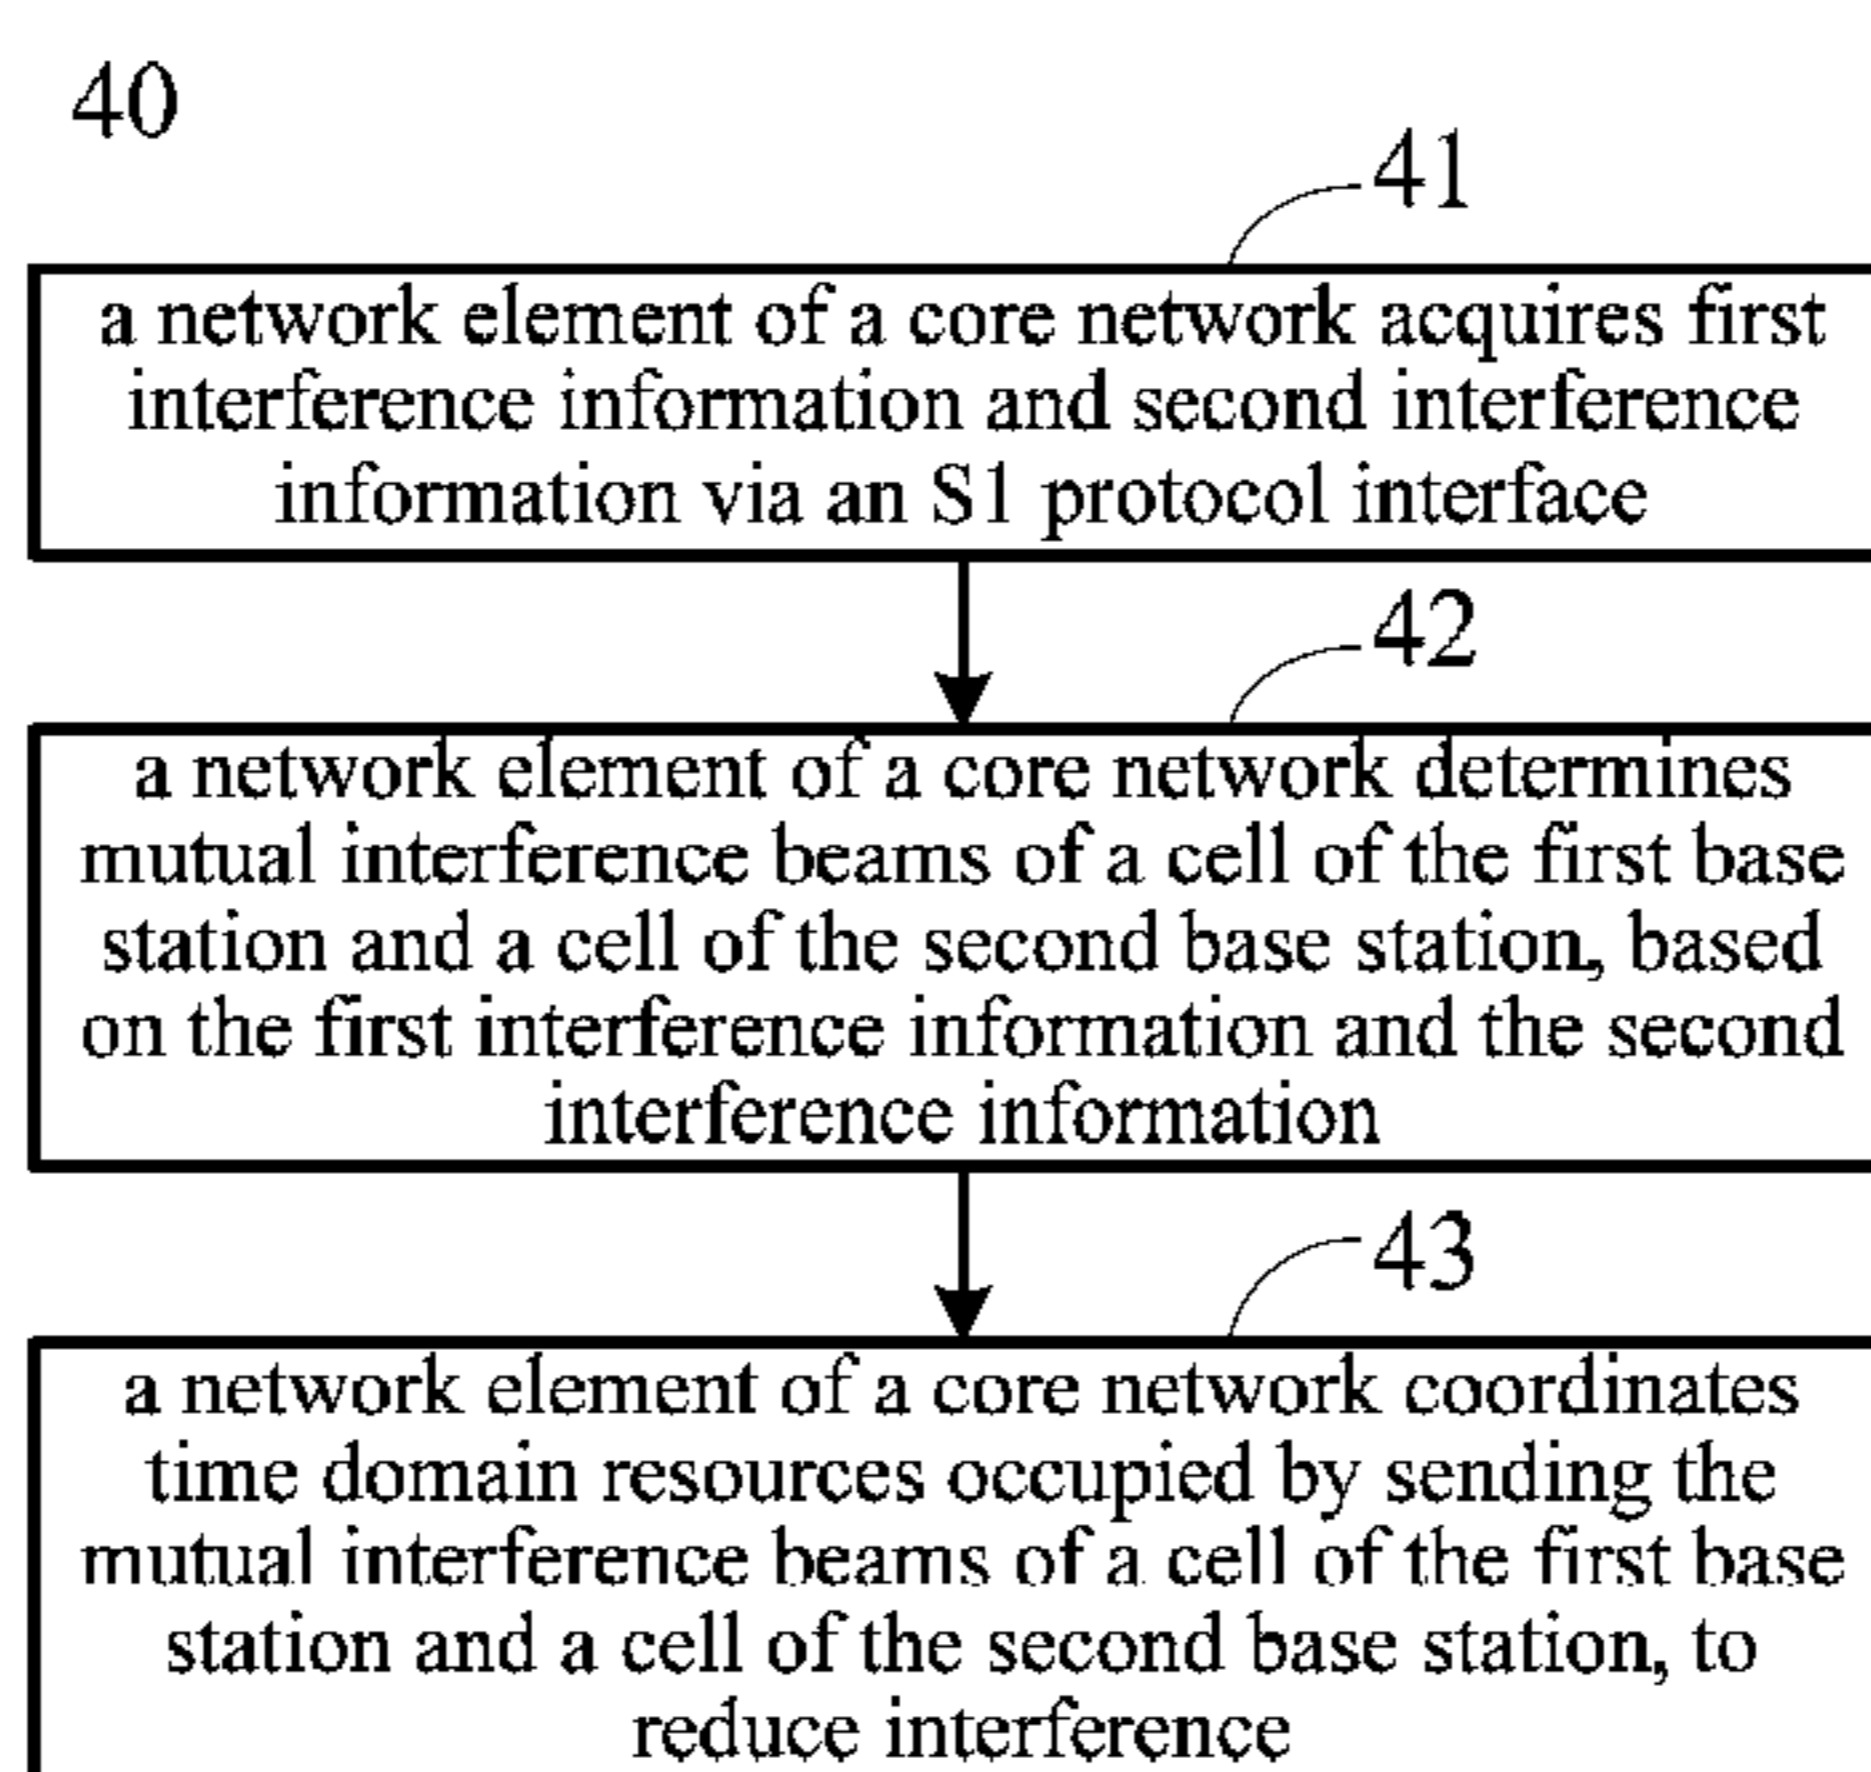 40
41
a network element of a core network acquires first
interference information and second interference
information via an S1 protocol interface
42
a network element of a core network determines
mutual interference beams of a cell of the first base
station and a cell of the second base station, based
on the first interference information and the second
interference information
43
a network element of a core network coordinates
time domain resources occupied by sending the
mutual interference beams of a cell of the first base
station and a cell of the second base station, to
reduce interference